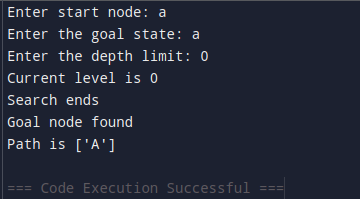 Enter start node: a
Enter the goal state: a
Enter the depth limit: 0
Current level is 0
Search ends
Goal node found
Path is ['A']
=== Code Execution Successful ===